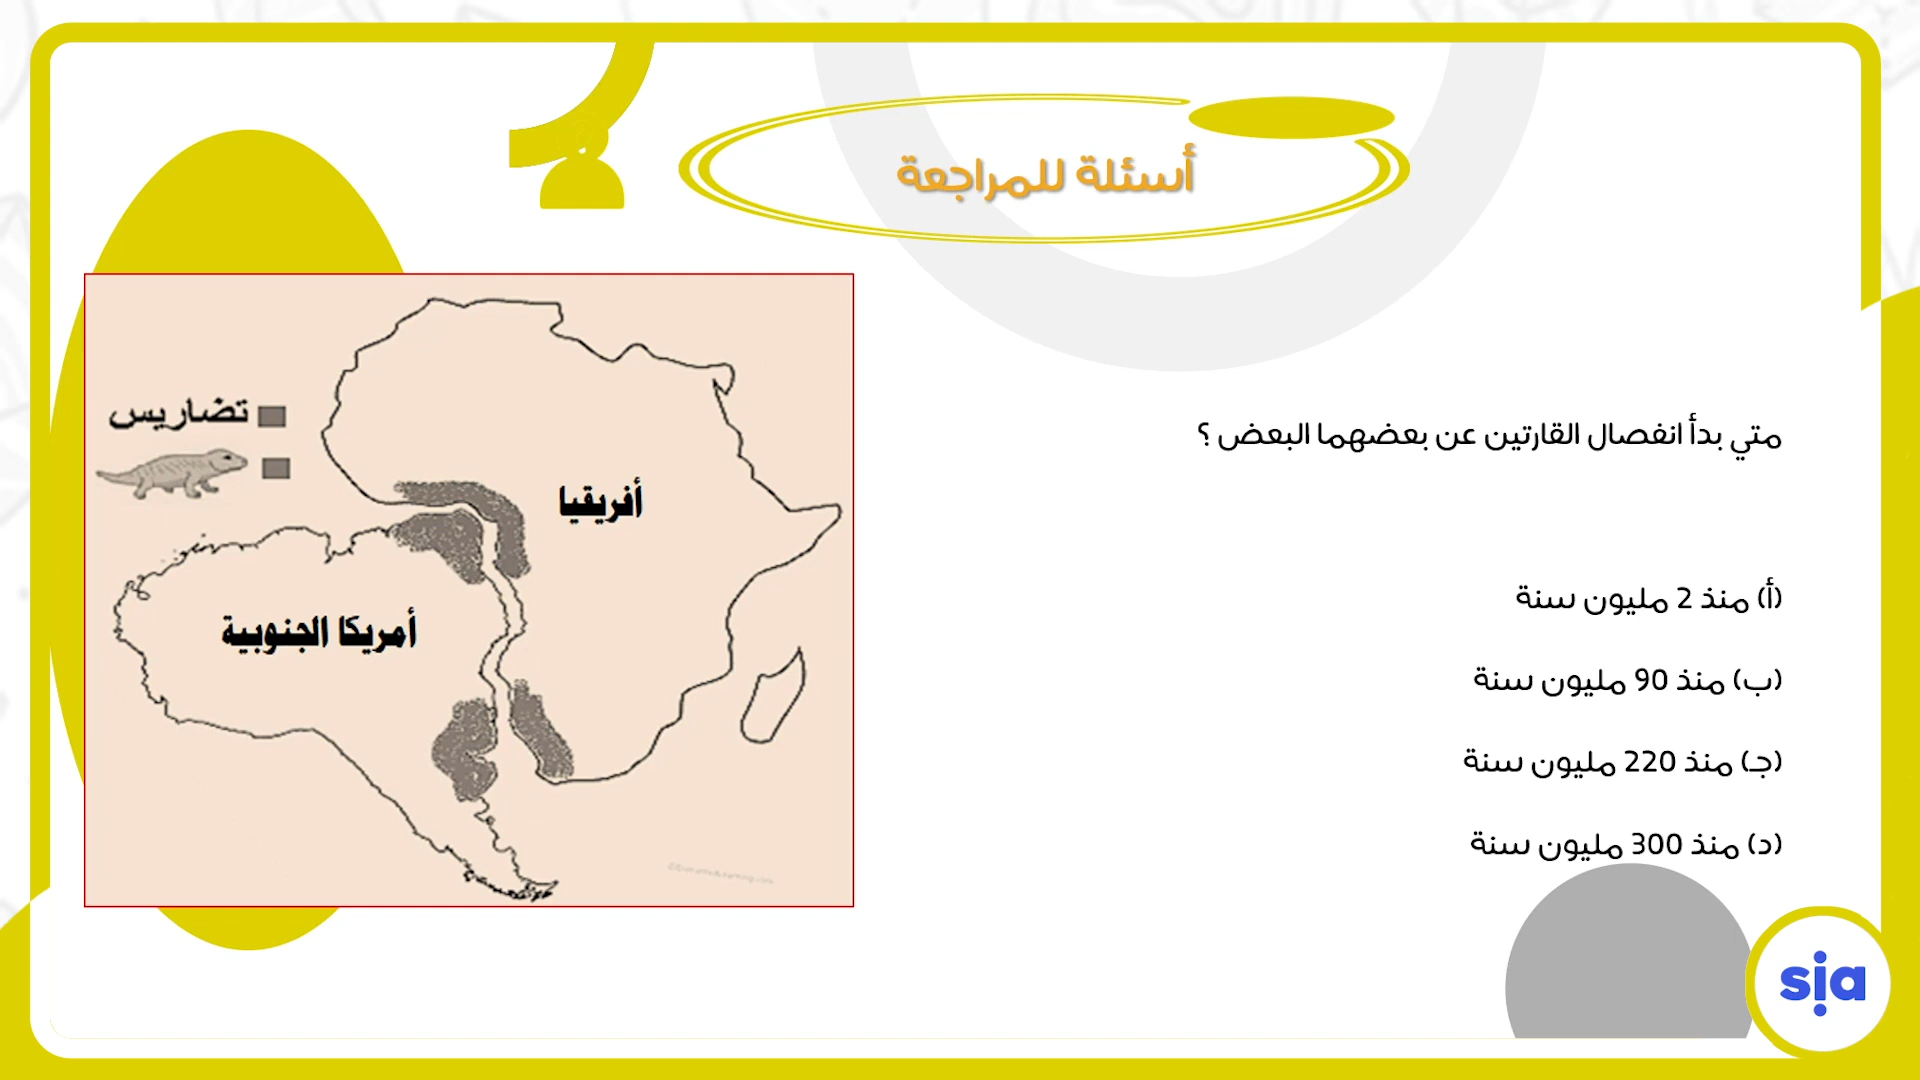 أسئلة للمراجعة
متي بدأ انفصال القارتين عن بعضهما البعض ؟
(أ) منذ 2 مليون سنة
(ب) منذ 90 مليون سنة
(جـ) منذ 220 مليون سنة
(د) منذ 300 مليون سنة
تضاريس
أفريقيا
أمريكا الجنوبية
sia